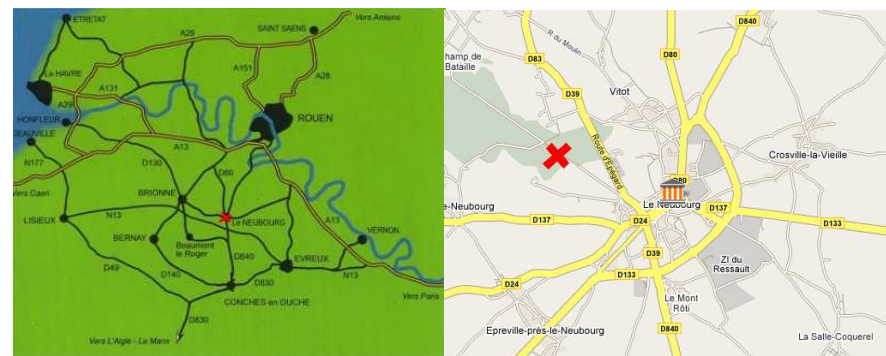 ETRETAT
SAINT SAENS
Vers Amiens
A29
A151
A28
Le HAVRE
A131
A29
ROUEN
HONFLEUR
DEAUVILLE
A13
N177
D130
D80
Vers Caen
BRIONNE
LISIEUX
N13
Le NEUBOURG
A13
VERNON
BERNAY
Beaumont
le Roger
D840
EVREUX
D49
D140
D830
N13
CONCHES en OUCHE
Vers Paris
D830
Vers L'Aigle - Le Mans
D840
R du Moulin
D80
hamp de
Bataille
D83
D39
Vitot
Route d'Épégard
Crosville-la-Vieille
D80
Le Neubourg
e-Neubourg
D137
D24
D137
D133
D39
D133
ZI du
Ressault
D24
Le Mont
Rôti
Epreville-près-le-Neubourg
D840
La Salle-Coquerel